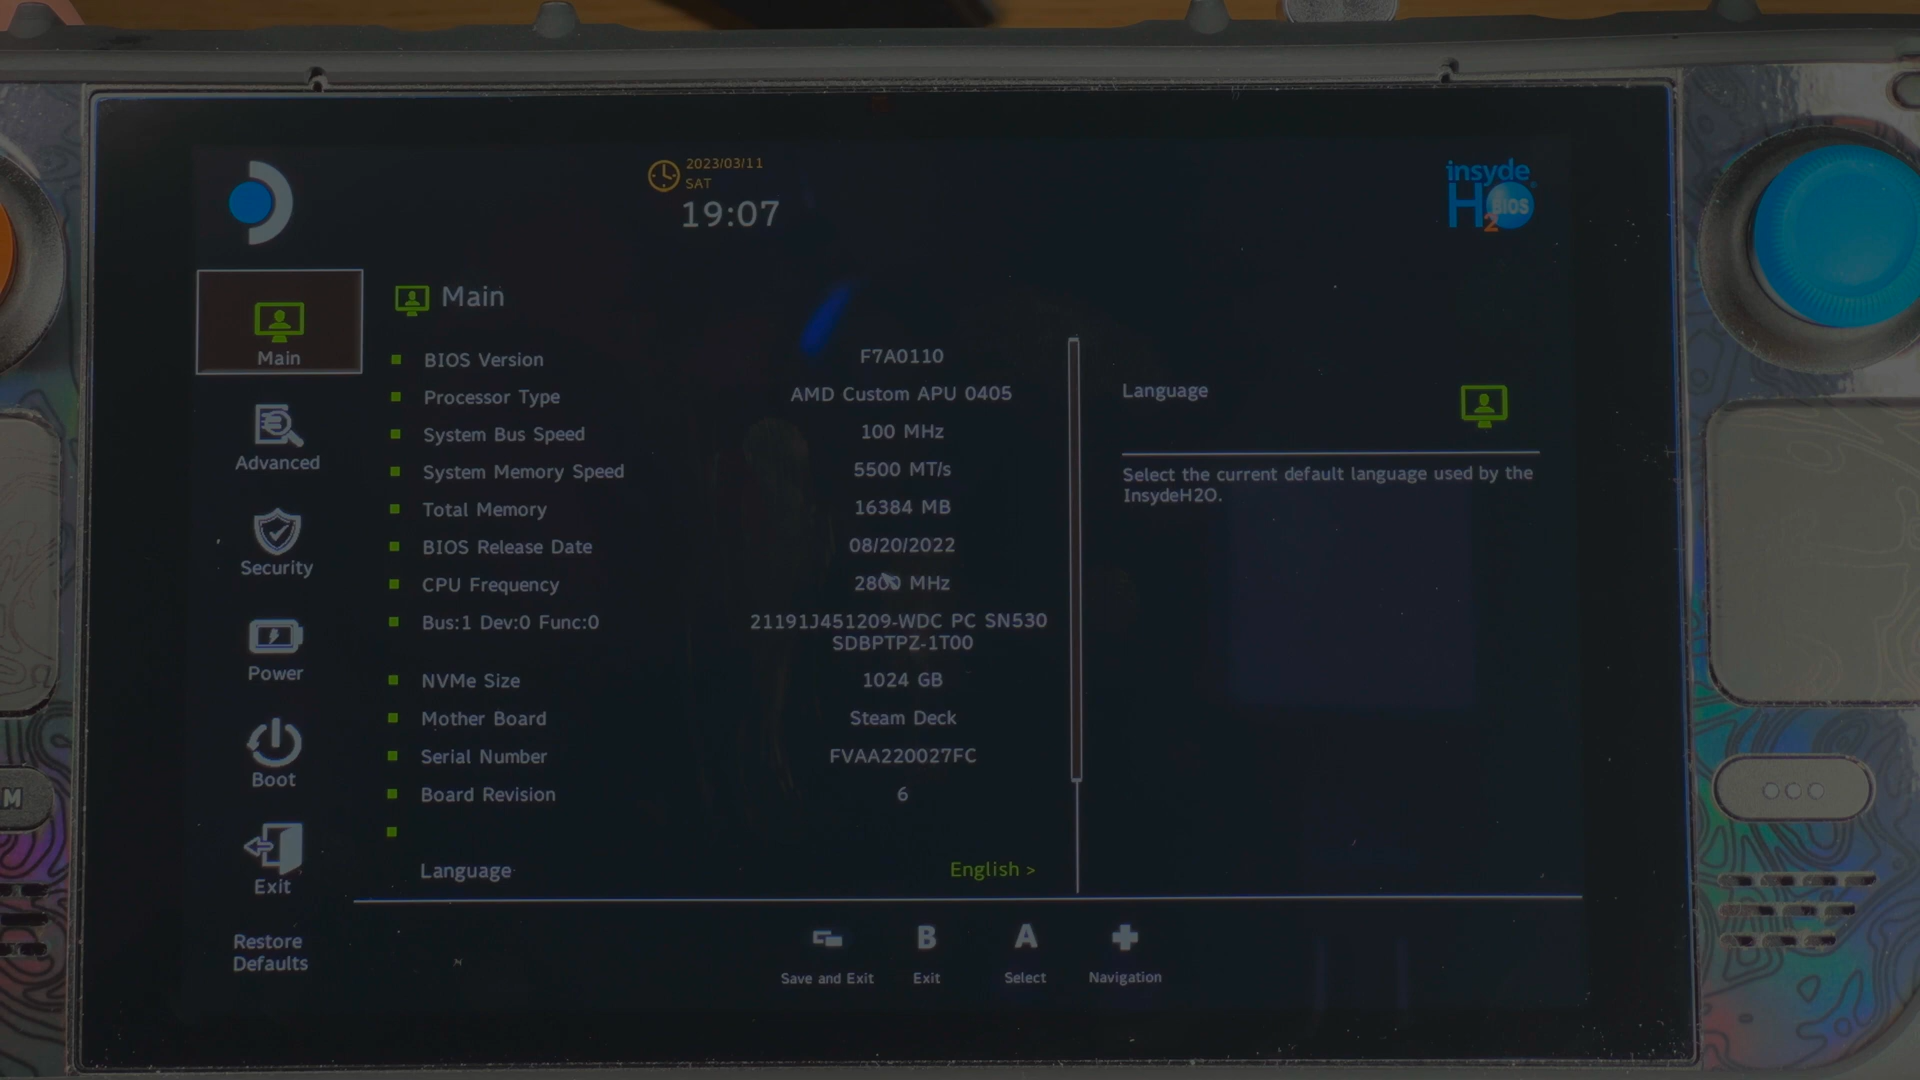 2023/03/11
SAT
19:07
insyde
H2O BIOS
Main
Advanced
Security
Power
Boot
Exit
Restore
Defaults
Main
BIOS Version F7A0110
Processor Type AMD Custom APU 0405
System Bus Speed 100 MHz
System Memory Speed 5500 MT/s
Total Memory 16384 MB
BIOS Release Date 08/20/2022
CPU Frequency 2800 MHz
Bus:1 Dev:0 Func:0 21191J451209-WDC PC SN530
SDBPTPZ-1T00
NVMe Size 1024 GB
Mother Board Steam Deck
Serial Number FVAA220027FC
Board Revision 6
Language English >
Language
Select the current default language used by the
InsydeH2O.
B A
Save and Exit Exit Select Navigation
M